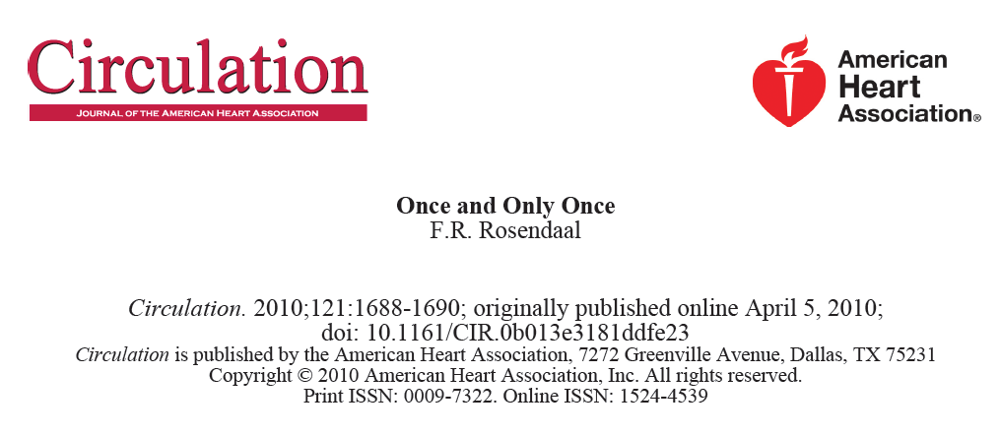 Circulation
JOURNAL OF THE AMERICAN HEART ASSOCIATION
American
Heart
Association®
Once and Only Once
F.R. Rosendaal
Circulation. 2010;121:1688-1690; originally published online April 5, 2010;
doi: 10.1161/CIR.0b013e3181ddfe23
Circulation is published by the American Heart Association, 7272 Greenville Avenue, Dallas, TX 75231
Copyright © 2010 American Heart Association, Inc. All rights reserved.
Print ISSN: 0009-7322. Online ISSN: 1524-4539